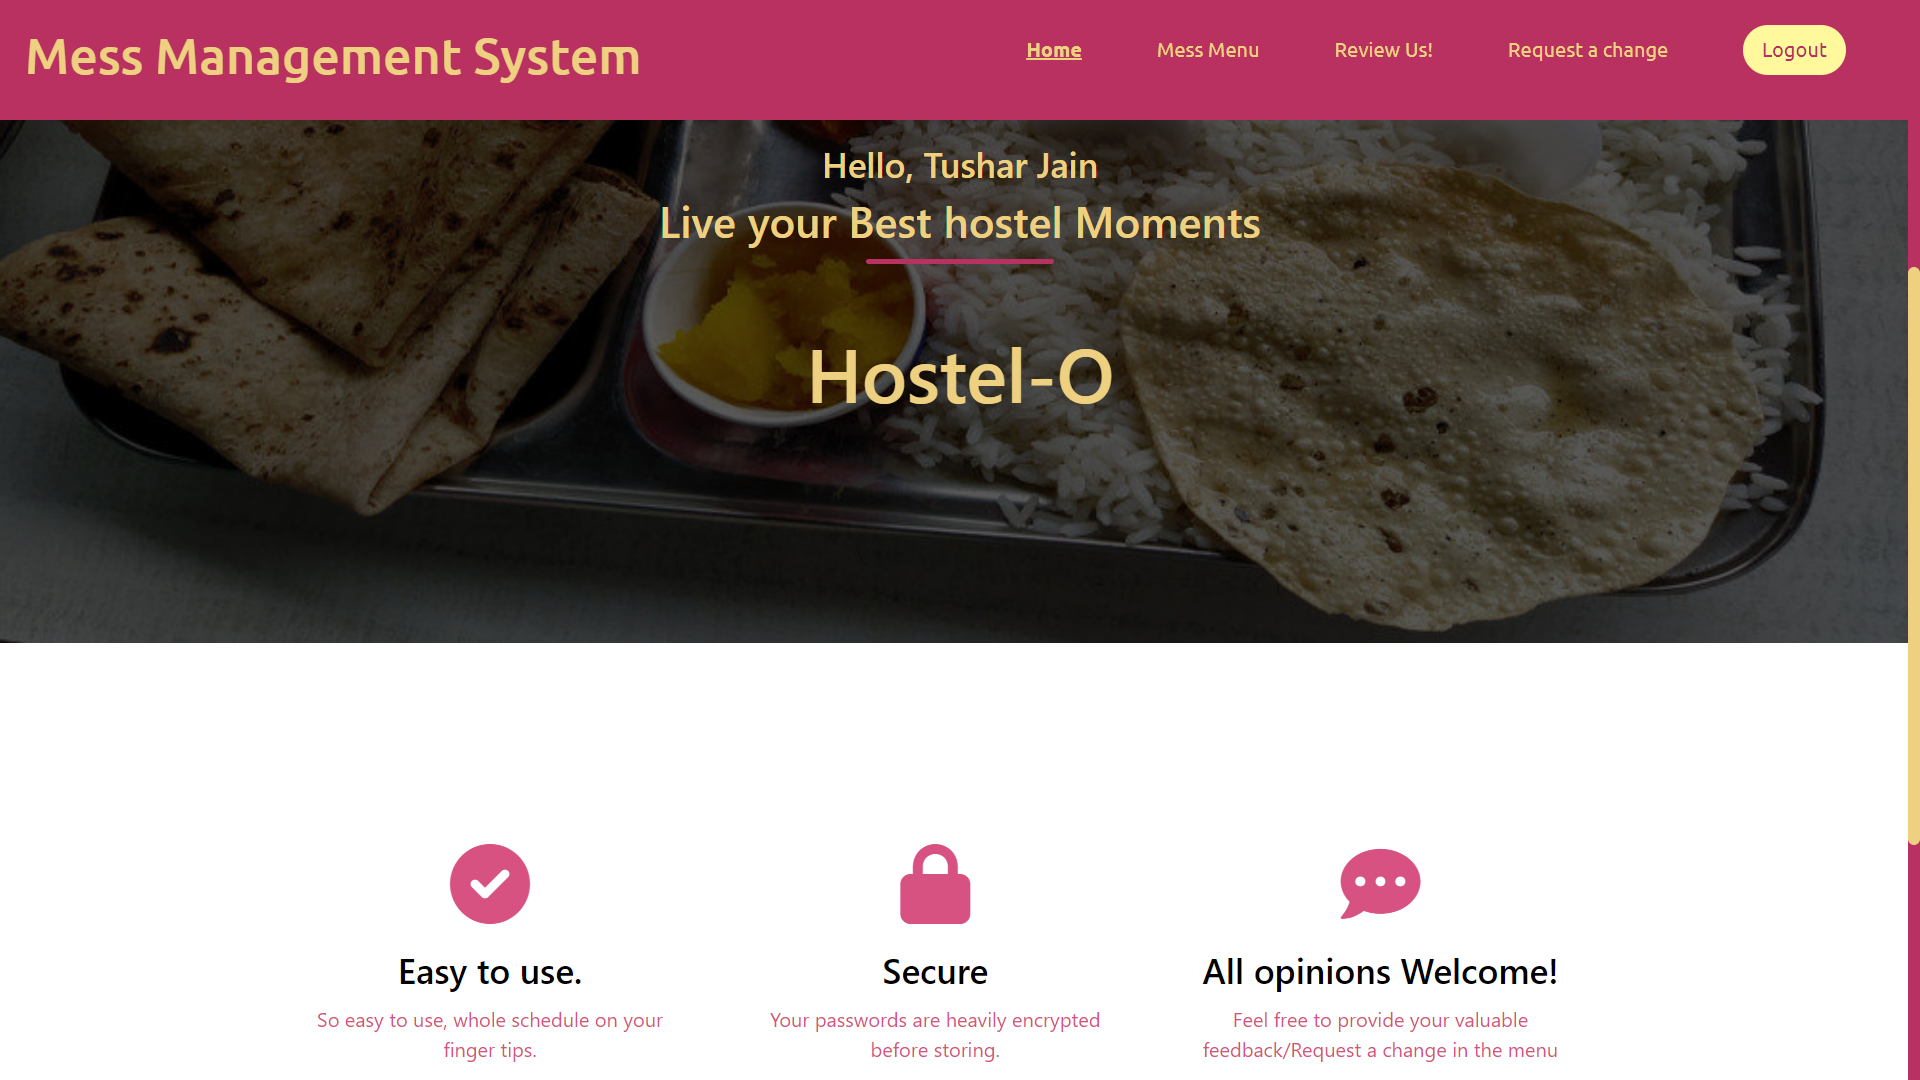 Mess Management System
Home
Mess Menu
Review Us!
Request a change
Logout
Hello, Tushar Jain
Live your Best hostel Moments
Hostel-O
Easy to use.
So easy to use, whole schedule on your
finger tips.
Secure
Your passwords are heavily encrypted
before storing.
All opinions Welcome!
Feel free to provide your valuable
feedback/Request a change in the menu